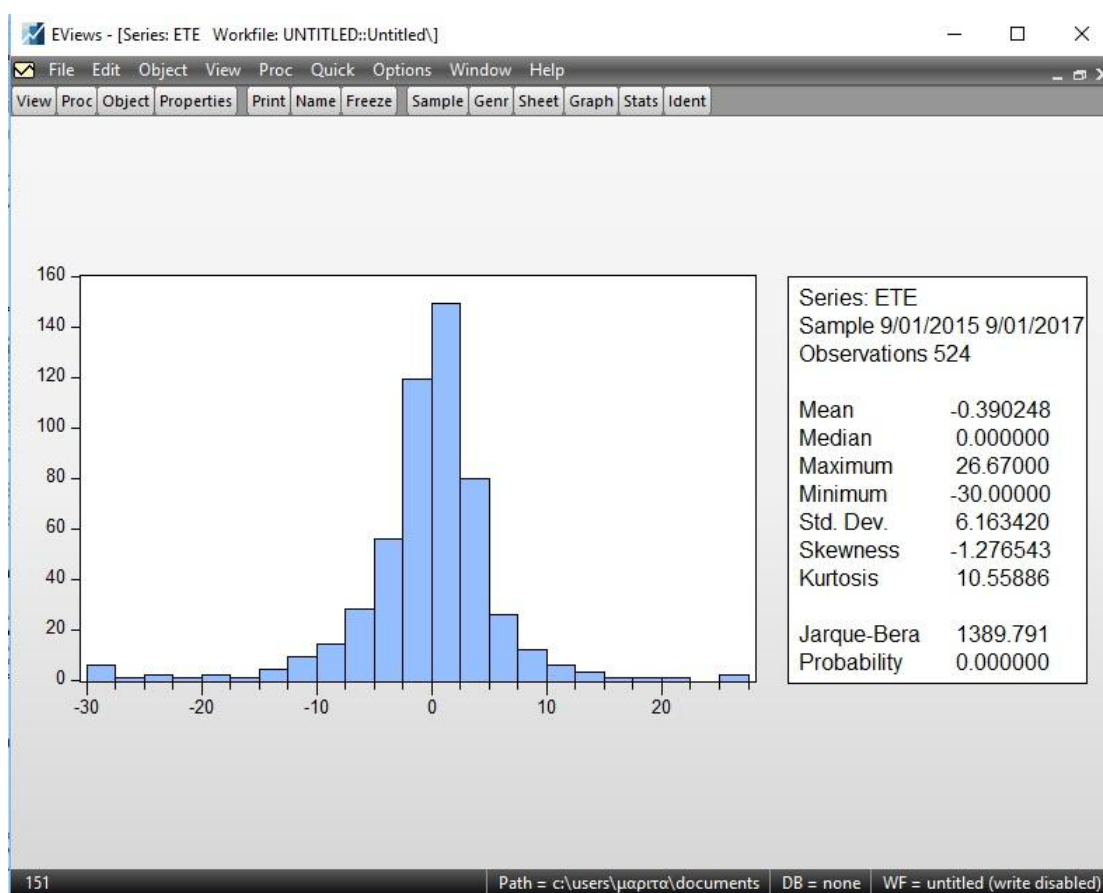 EViews - [Series: ETE Workfile: UNTITLED::Untitled\]
File Edit Object View Proc Quick Options Window Help
View Proc Object Properties Print Name Freeze Sample Genr Sheet Graph Stats Ident
160
140
120
100
80
60
40
20
0
-30 -20 -10 0 10 20
Series: ETE
Sample 9/01/2015 9/01/2017
Observations 524
Mean -0.390248
Median 0.000000
Maximum 26.67000
Minimum -30.00000
Std. Dev. 6.163420
Skewness -1.276543
Kurtosis 10.55886
Jarque-Bera 1389.791
Probability 0.000000
151 Path = c:\users\μαριτα\documents DB = none WF = untitled (write disabled)